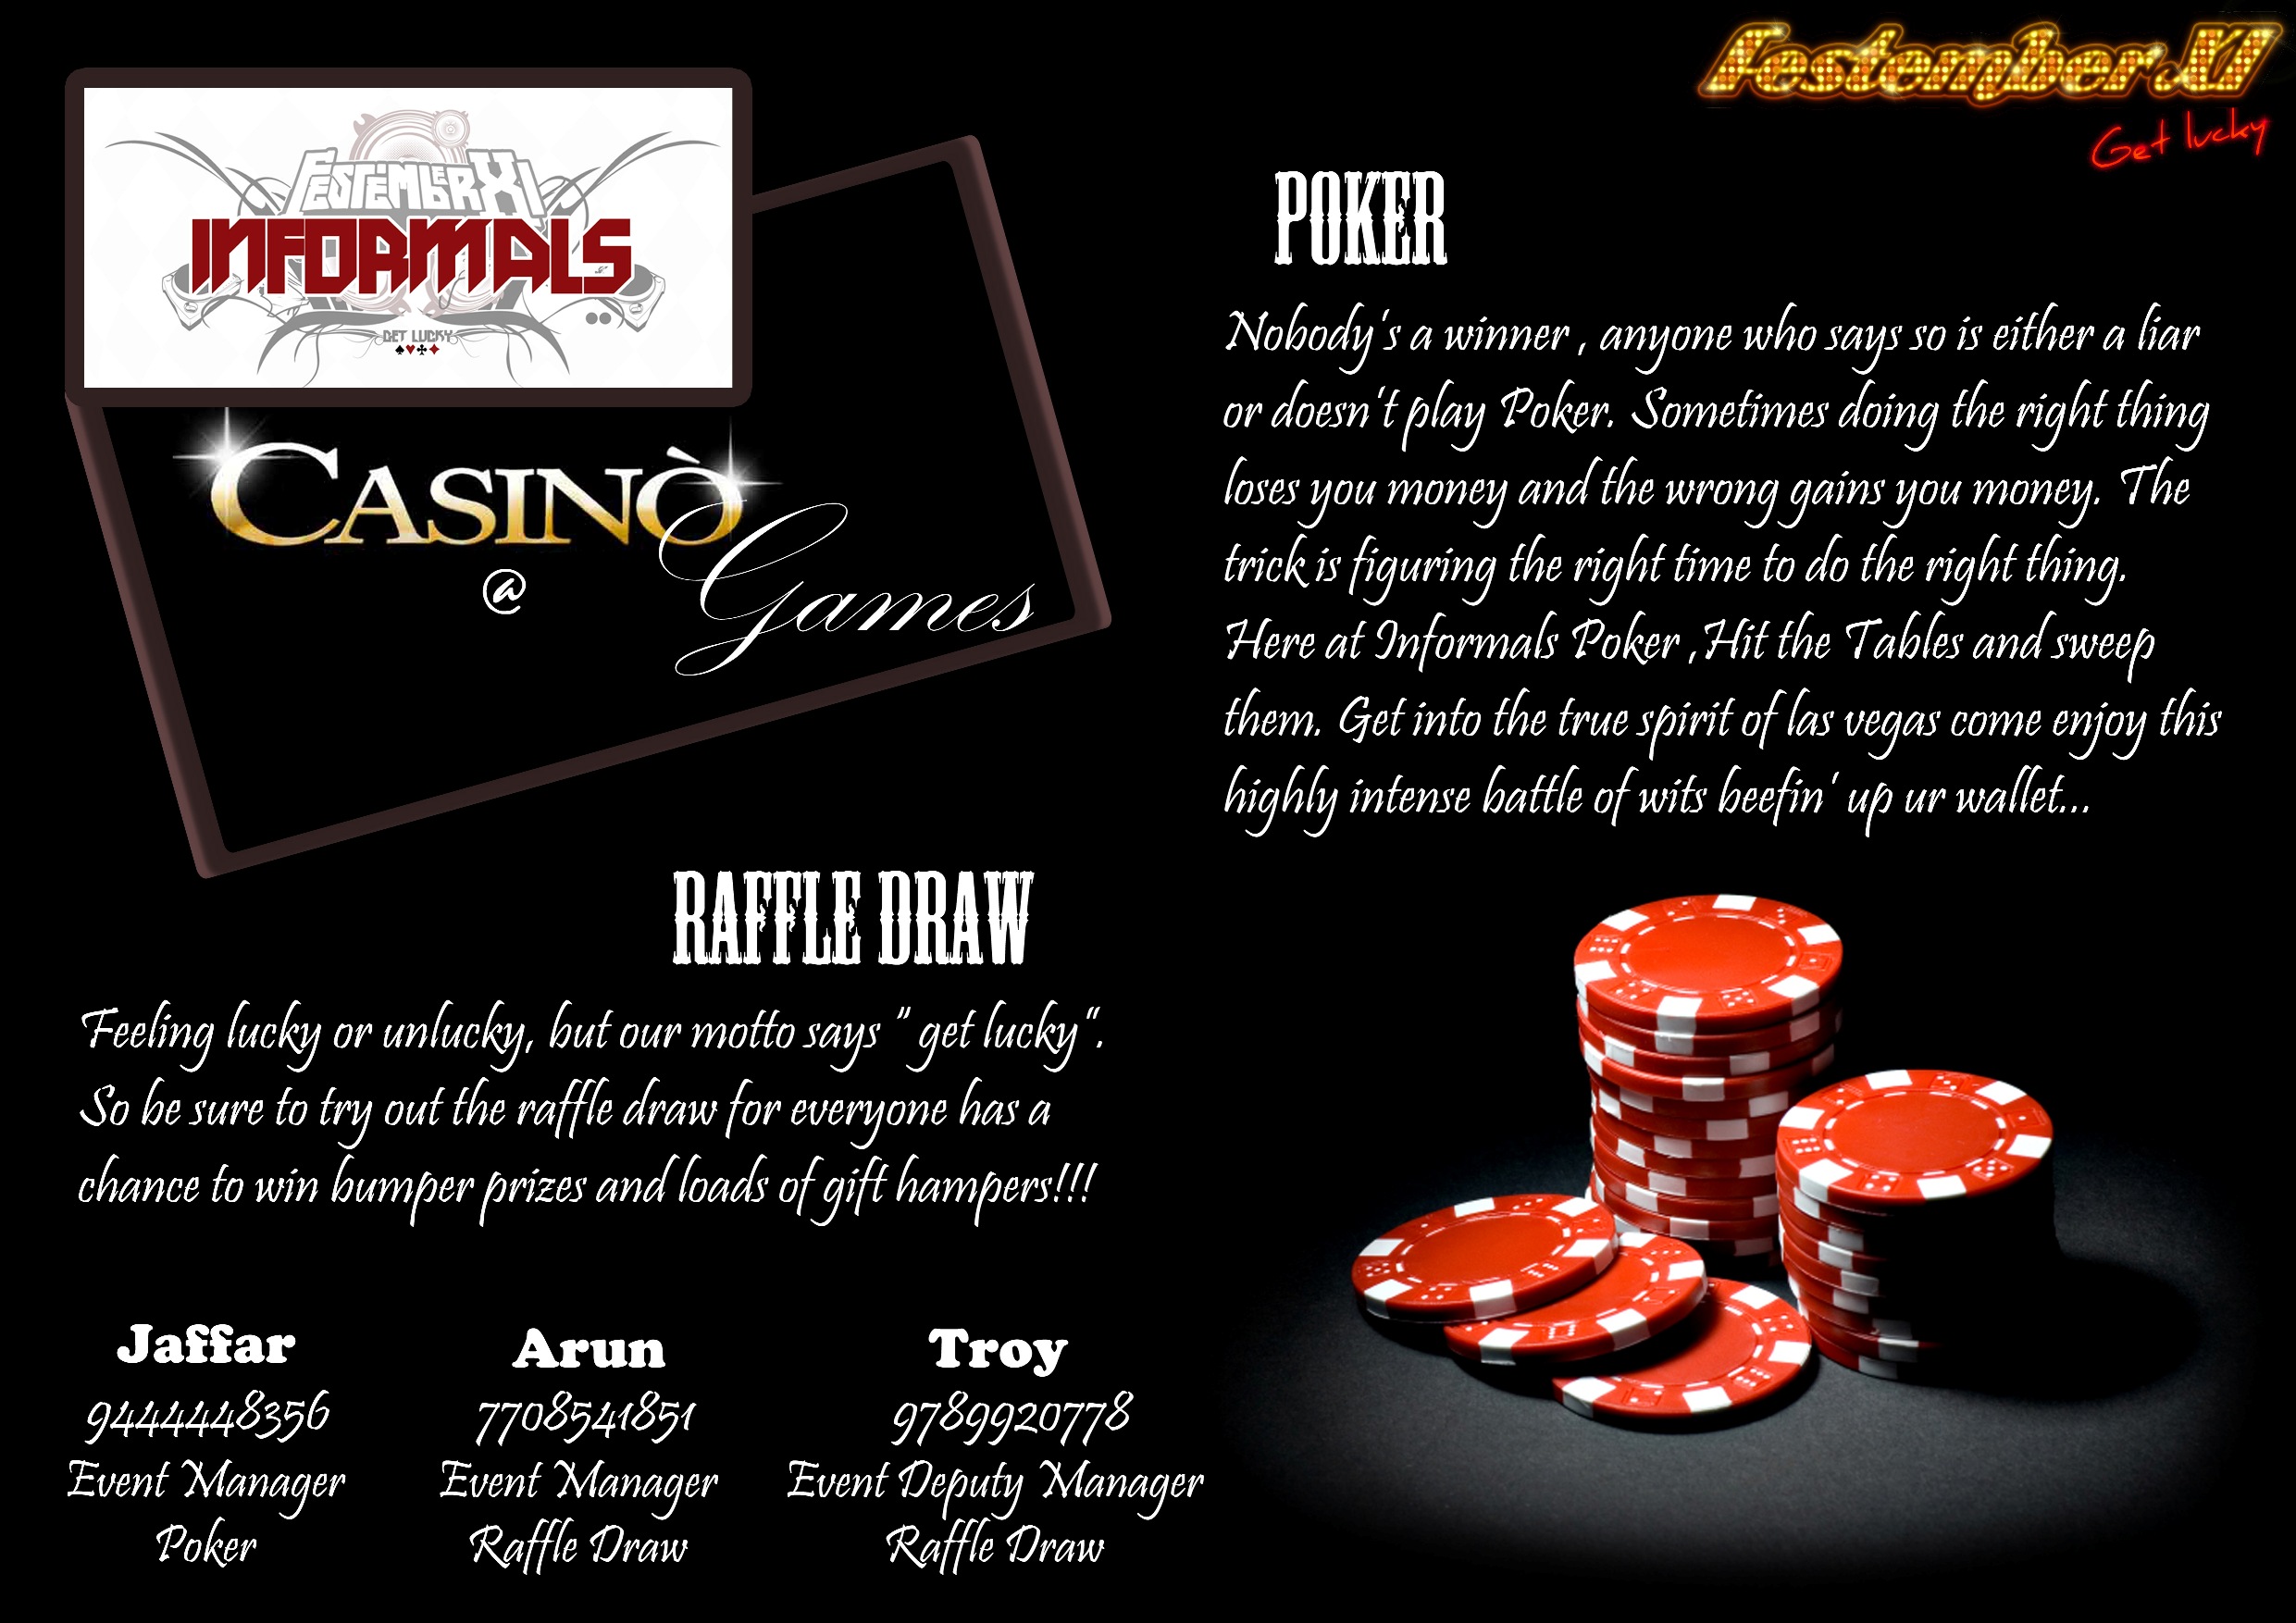 Festember XI
INFORMALS
GET LUCKY
CASINÒ
@ Games
Festember.XI
Get lucky
POKER
Nobody's a winner , anyone who says so is either a liar
or doesn't play Poker. Sometimes doing the right thing
loses you money and the wrong gains you money. The
trick is figuring the right time to do the right thing.
Here at Informals Poker ,Hit the Tables and sweep
them. Get into the true spirit of las vegas come enjoy this
highly intense battle of wits beefin' up ur wallet...
RAFFLE DRAW
Feeling lucky or unlucky, but our motto says " get lucky".
So be sure to try out the raffle draw for everyone has a
chance to win bumper prizes and loads of gift hampers!!!
Jaffar
9444448356
Event Manager
Poker
Arun
7708541851
Event Manager
Raffle Draw
Troy
9789920778
Event Deputy Manager
Raffle Draw